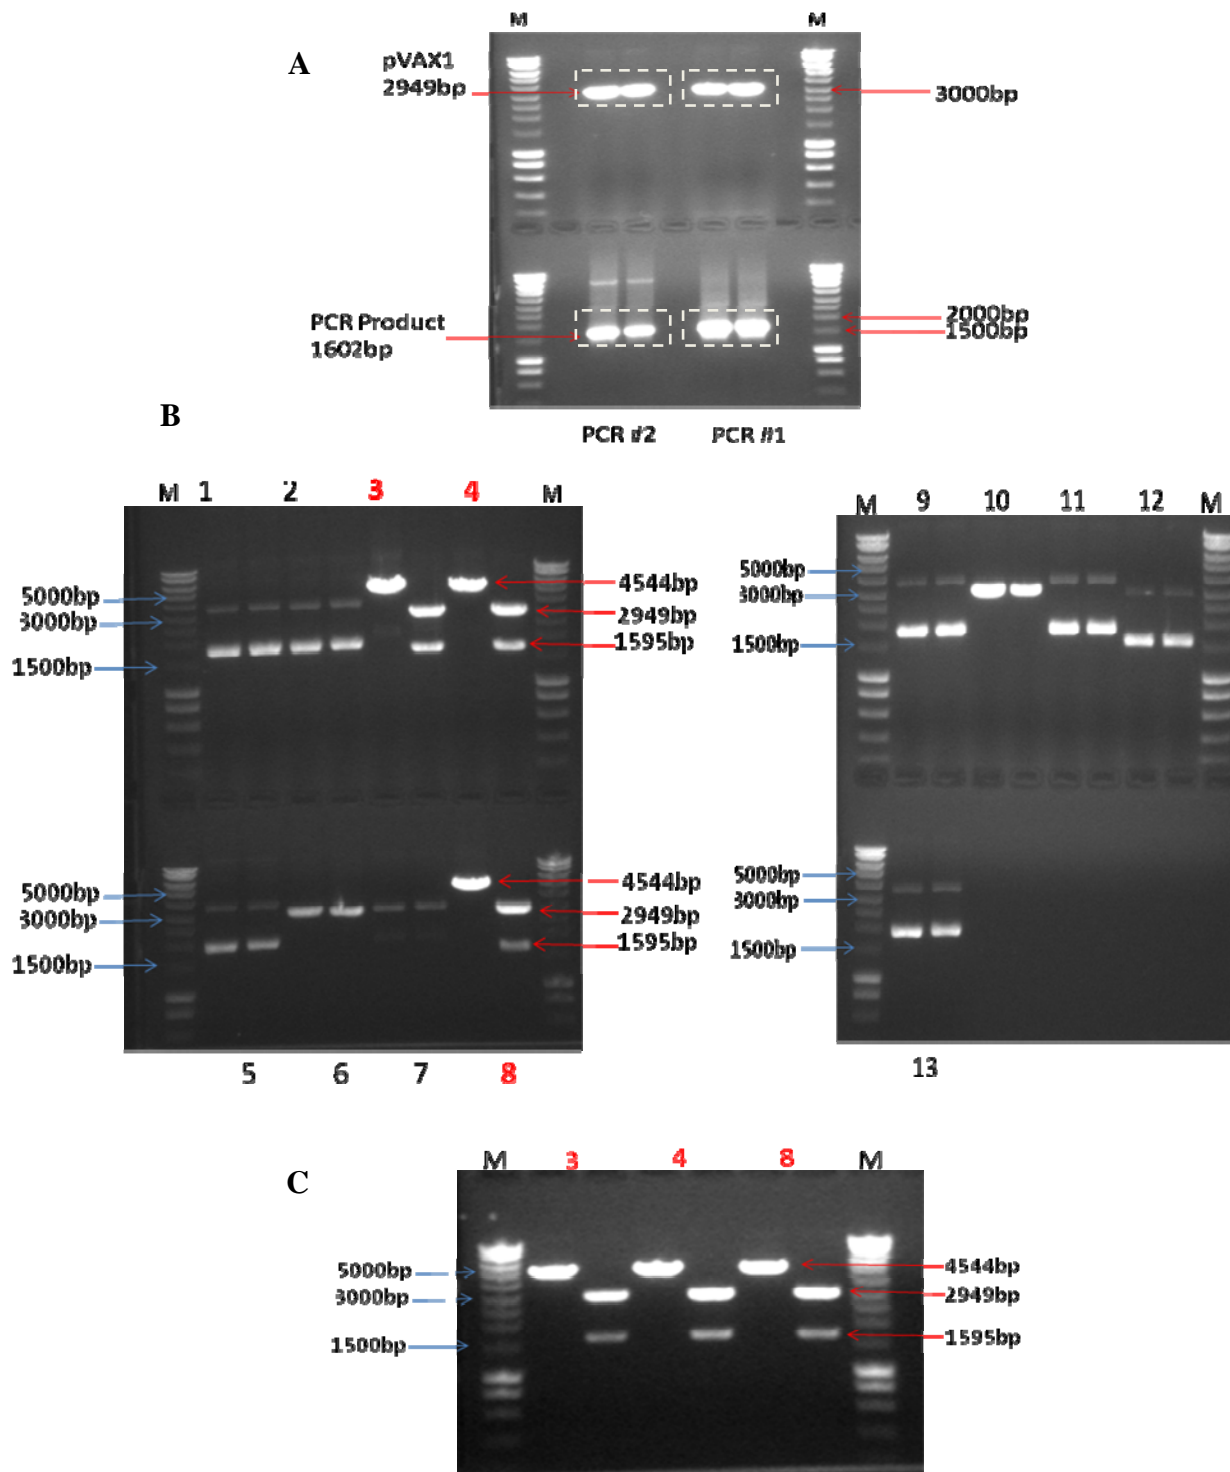 M M
A
pVAX1
2949bp
3000bp
PCR Product
1602bp
2000bp
1500bp
PCR #2 PCR #1
B
M 1 2 3 4 M
5000bp
3000bp
1500bp
4544bp
2949bp
1595bp
5000bp
3000bp
1500bp
4544bp
2949bp
1595bp
5 6 7 8
M 9 10 11 12 M
5000bp
3000bp
1500bp
5000bp
3000bp
1500bp
13
C
M 3 4 8 M
5000bp
3000bp
1500bp
4544bp
2949bp
1595bp